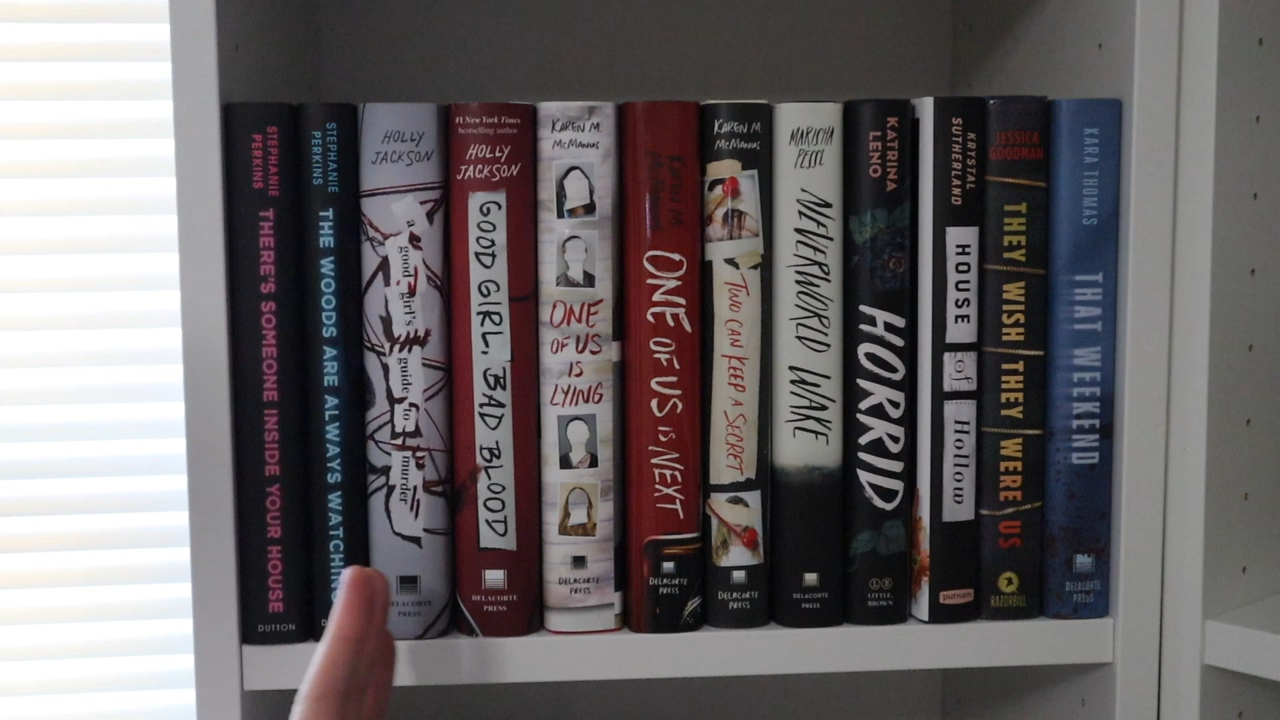 STEPHANIE
PERKINS
THERE'S SOMEONE INSIDE YOUR HOUSE
DUTTON
STEPHANIE
PERKINS
THE WOODS ARE ALWAYS WATCHING
HOLLY
JACKSON
a good girl's guide to murder
DELACORTE
PRESS
#1 New York Times
bestselling author
HOLLY
JACKSON
GOOD GIRL, BAD BLOOD
DELACORTE
PRESS
KAREN M.
McMANUS
ONE
OF US
IS
LYING
DELACORTE
PRESS
KAREN M.
McMANUS
ONE OF US IS NEXT
DELACORTE
PRESS
KAREN M.
McMANUS
TWO CAN KEEP A SECRET
DELACORTE
PRESS
MARISHA
PESSL
NEVERWORLD WAKE
DELACORTE
PRESS
KATRINA
LENO
HORRID
LB
LITTLE,
BROWN
KRYSTAL
SUTHERLAND
HOUSE of Hollow
putnam
JESSICA
GOODMAN
THEY WISH THEY WERE US
RAZORBILL
KARA THOMAS
THAT WEEKEND
DELACORTE
PRESS